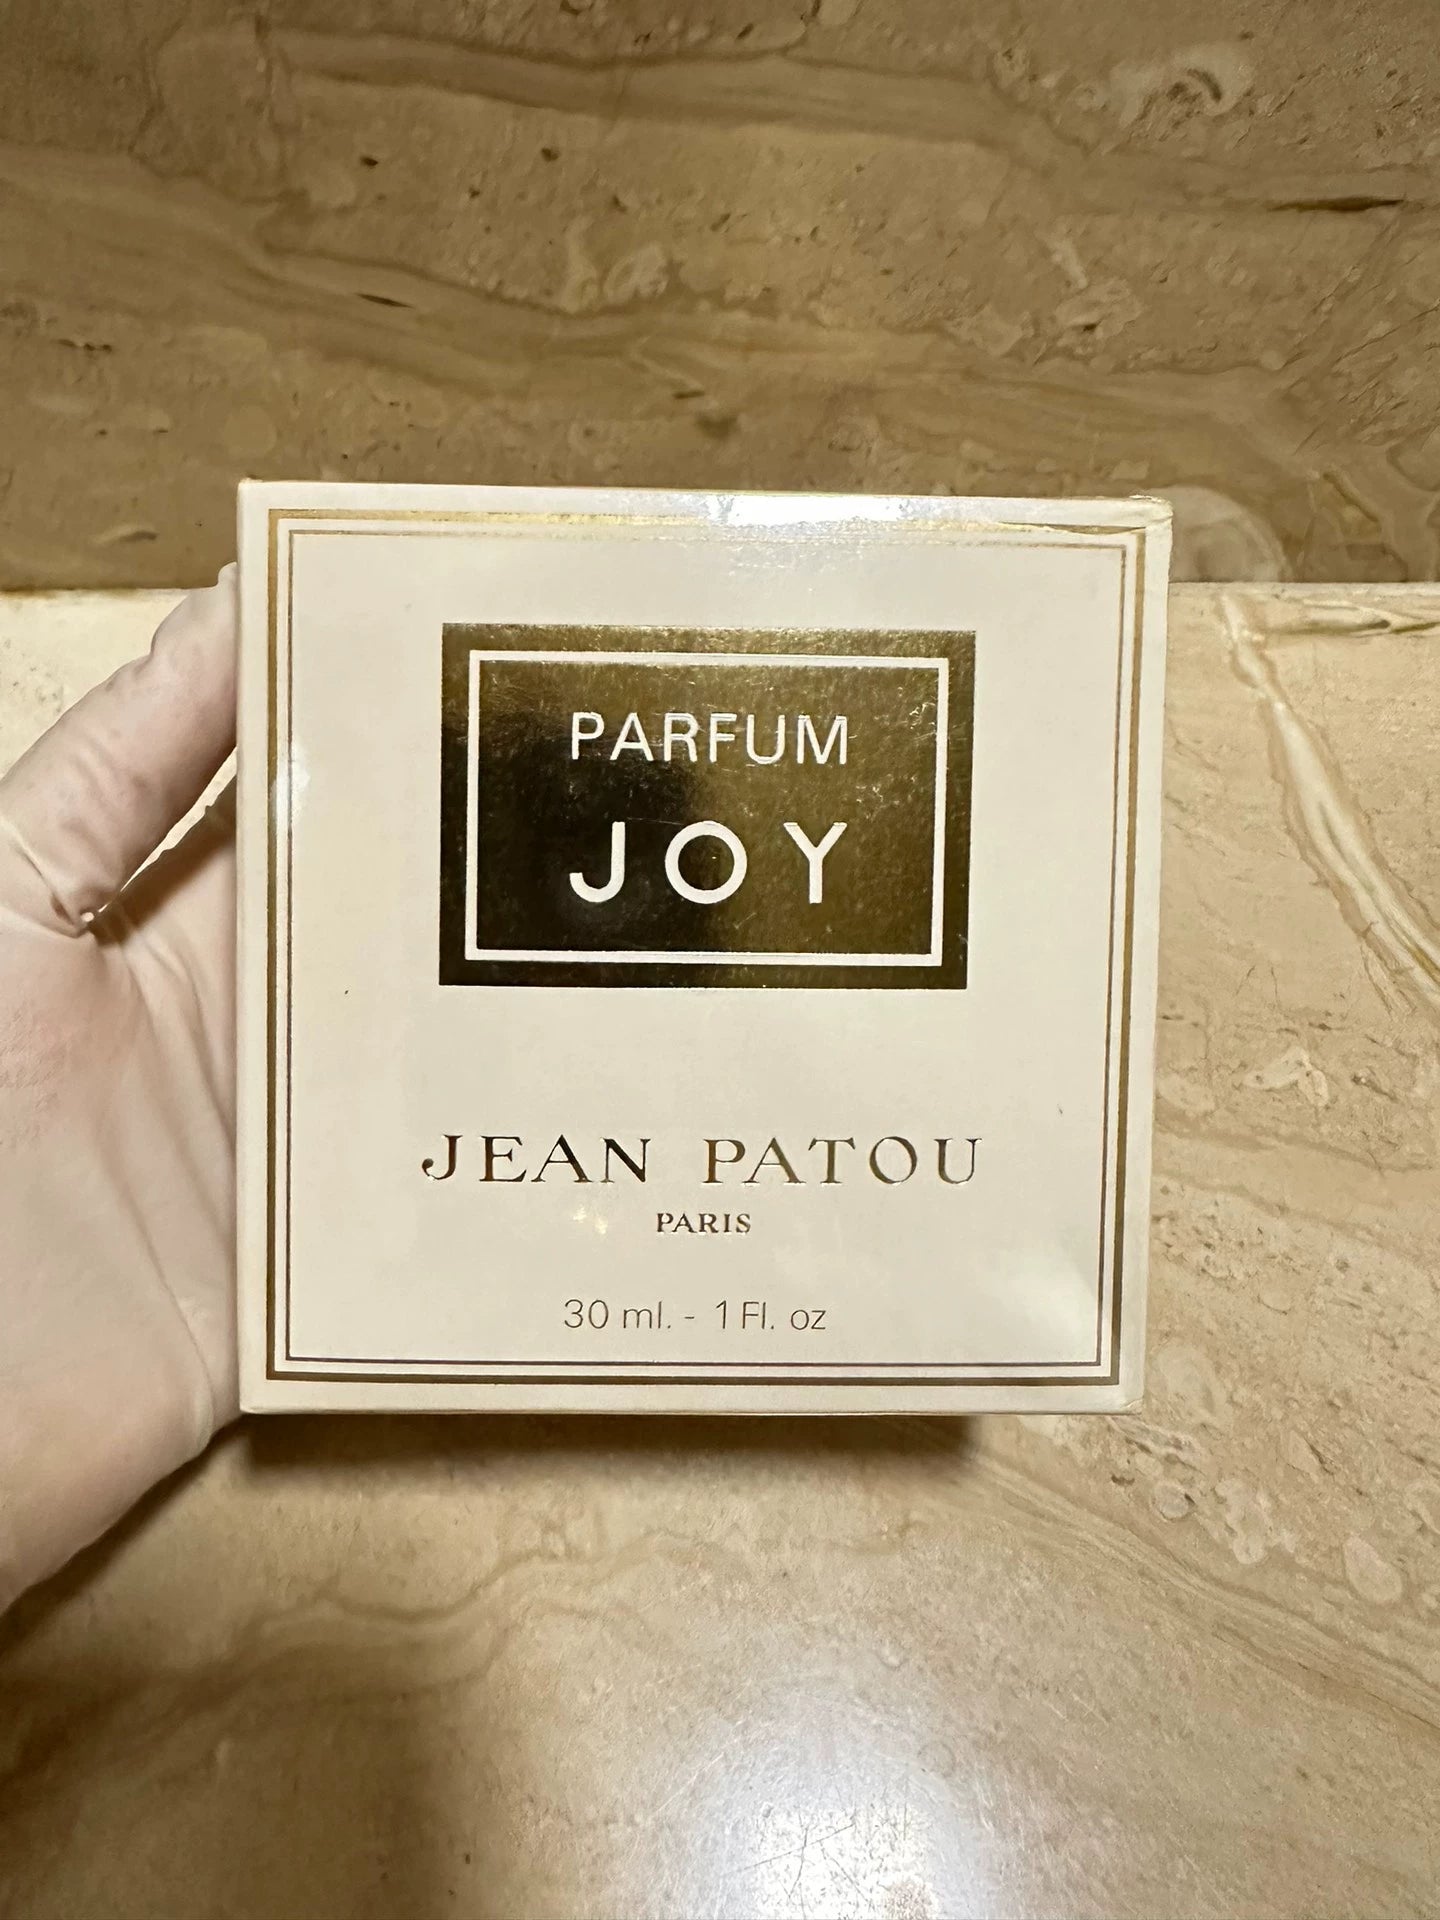 PARFUM
JOY
JEAN PATOU
PARIS
30 ml. - 1 Fl. oz